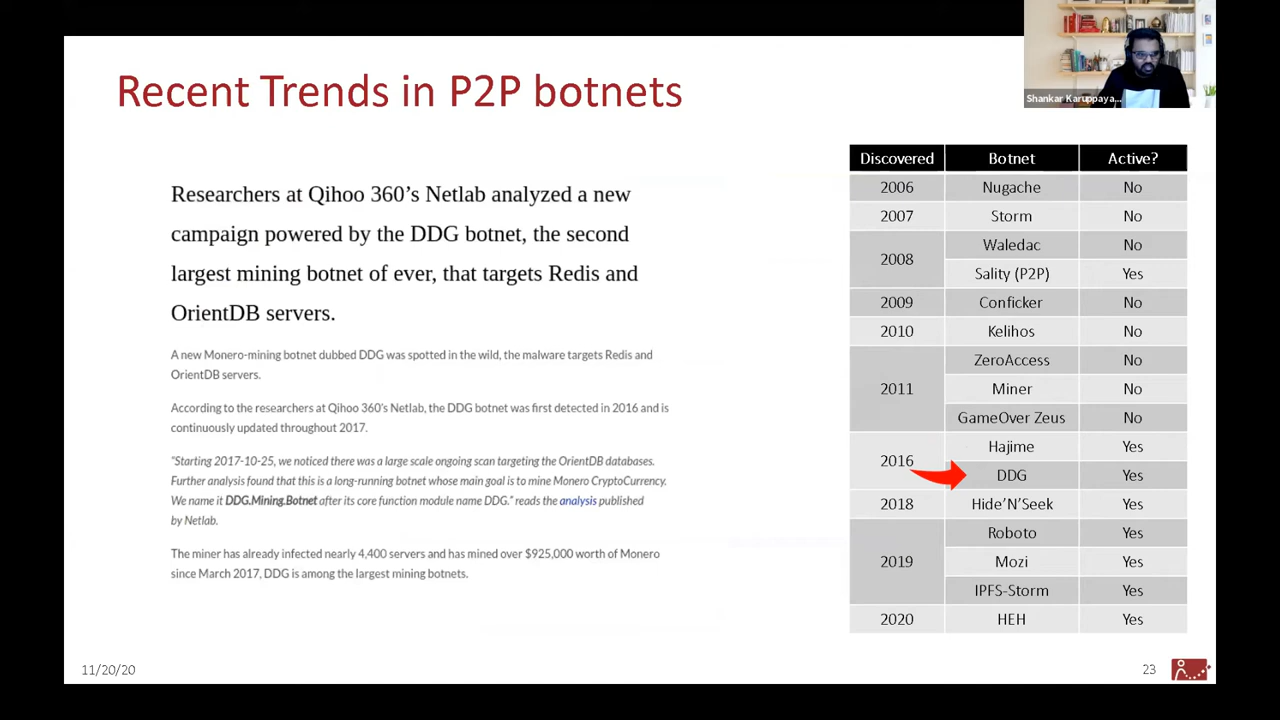 Shankar Karuppaya...
Recent Trends in P2P botnets
Researchers at Qihoo 360’s Netlab analyzed a new
campaign powered by the DDG botnet, the second
largest mining botnet of ever, that targets Redis and
OrientDB servers.
A new Monero-mining botnet dubbed DDG was spotted in the wild, the malware targets Redis and
OrientDB servers.
According to the researchers at Qihoo 360’s Netlab, the DDG botnet was first detected in 2016 and is
continuously updated throughout 2017.
“Starting 2017-10-25, we noticed there was a large scale ongoing scan targeting the OrientDB databases.
Further analysis found that this is a long-running botnet whose main goal is to mine Monero CryptoCurrency.
We name it DDG.Mining.Botnet after its core function module name DDG.” reads the analysis published
by Netlab.
The miner has already infected nearly 4,400 servers and has mined over $925,000 worth of Monero
since March 2017, DDG is among the largest mining botnets.
Discovered Botnet Active?
2006 Nugache No
2007 Storm No
2008 Waledac No
Sality (P2P) Yes
2009 Conficker No
2010 Kelihos No
2011 ZeroAccess No
Miner No
GameOver Zeus No
2016 Hajime Yes
DDG Yes
2018 Hide’N’Seek Yes
2019 Roboto Yes
Mozi Yes
IPFS-Storm Yes
2020 HEH Yes
11/20/20
23